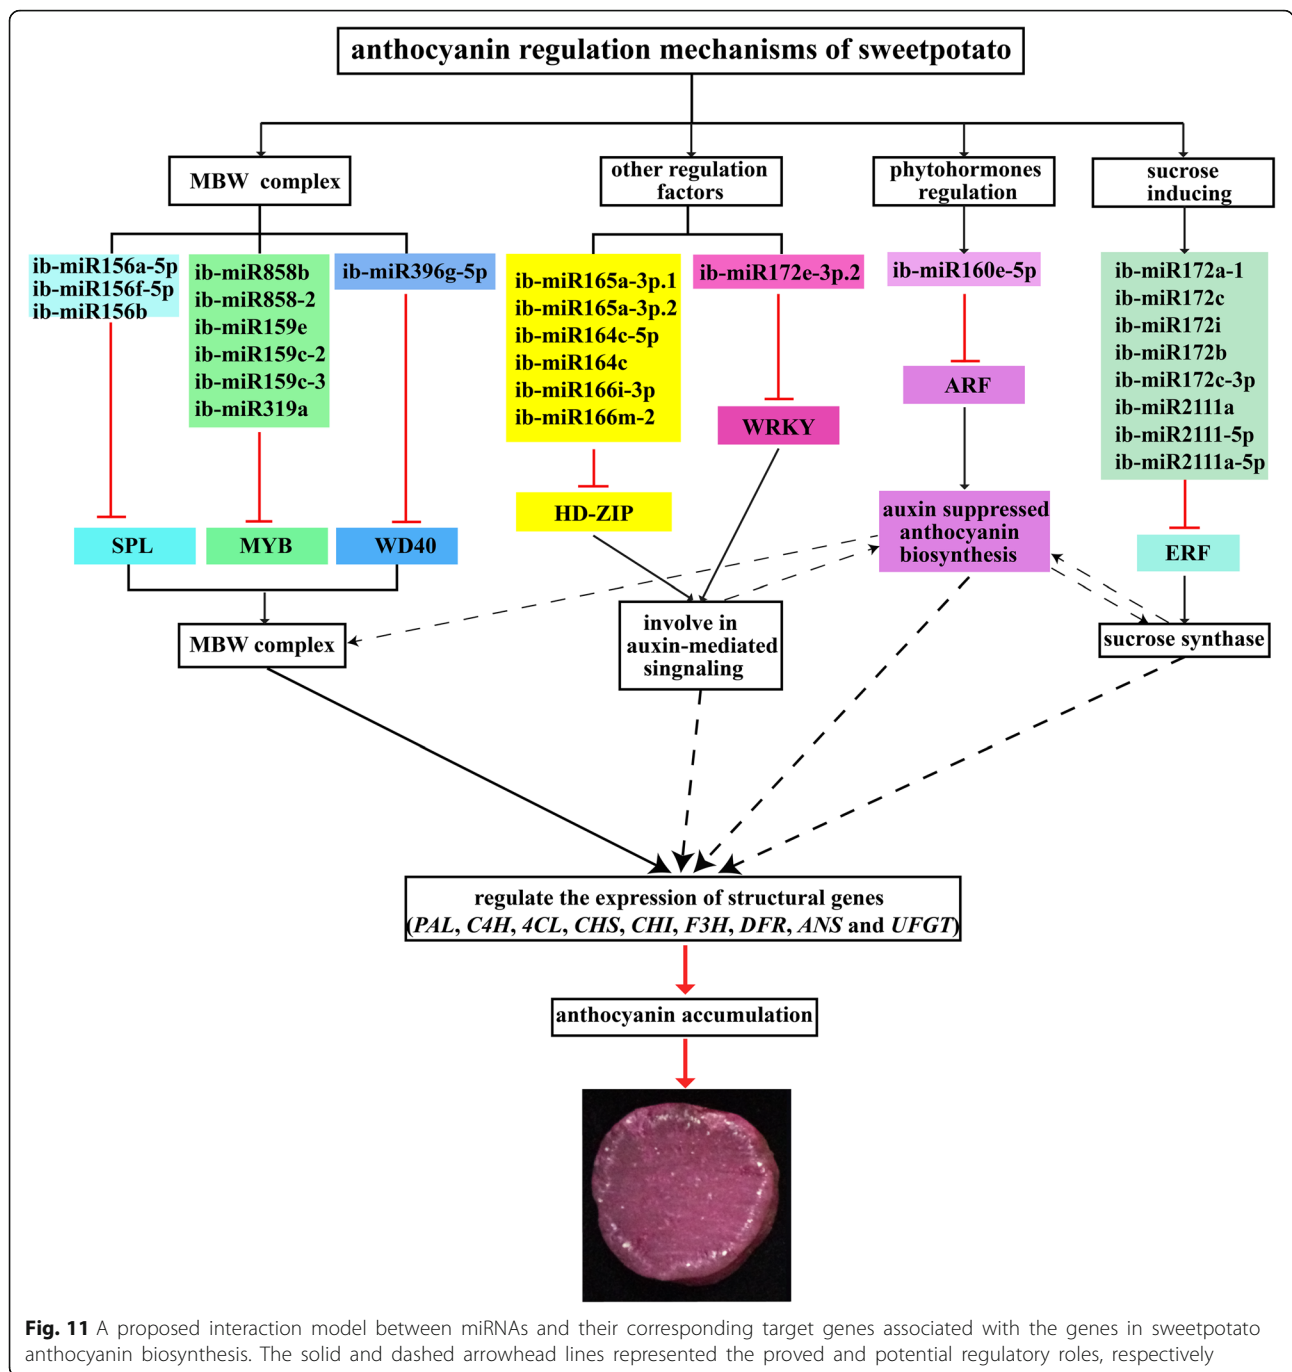 anthocyanin regulation mechanisms of sweetpotato
MBW complex
other regulation
factors
phytohormones
regulation
sucrose
inducing
ib-miR156a-5p
ib-miR156f-5p
ib-miR156b
ib-miR858b
ib-miR858-2
ib-miR159e
ib-miR159c-2
ib-miR159c-3
ib-miR319a
ib-miR396g-5p
ib-miR165a-3p.1
ib-miR165a-3p.2
ib-miR164c-5p
ib-miR164c
ib-miR166i-3p
ib-miR166m-2
ib-miR172e-3p.2
ib-miR160e-5p
ib-miR172a-1
ib-miR172c
ib-miR172i
ib-miR172b
ib-miR172c-3p
ib-miR2111a
ib-miR2111-5p
ib-miR2111a-5p
SPL
MYB
WD40
HD-ZIP
WRKY
ARF
auxin suppressed
anthocyanin
biosynthesis
ERF
MBW complex
involve in
auxin-mediated
singnaling
sucrose synthase
regulate the expression of structural genes
(PAL, C4H, 4CL, CHS, CHI, F3H, DFR, ANS and UFGT)
anthocyanin accumulation
Fig. 11 A proposed interaction model between miRNAs and their corresponding target genes associated with the genes in sweetpotato
anthocyanin biosynthesis. The solid and dashed arrowhead lines represented the proved and potential regulatory roles, respectively